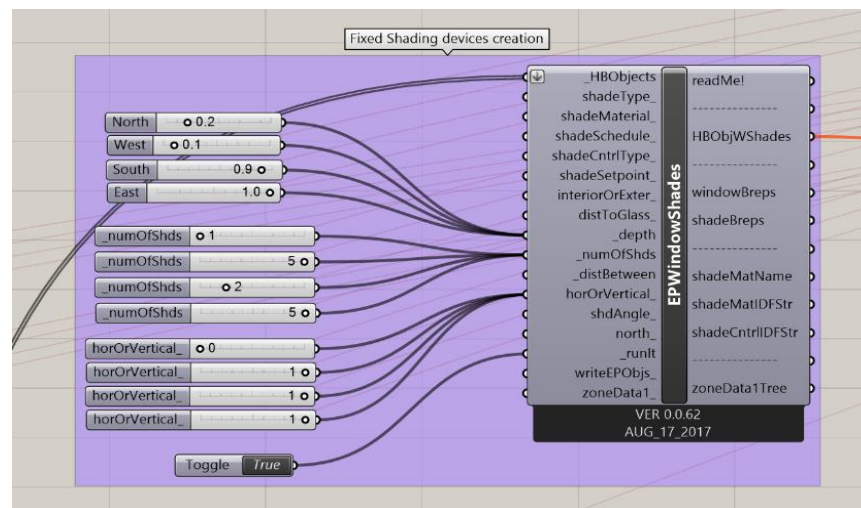 Fixed Shading devices creation
North 0.2
West 0.1
South 0.9
East 1.0
_numOfShds 1
_numOfShds 5
_numOfShds 2
_numOfShds 5
horOrVertical_ 0
horOrVertical_ 1
horOrVertical_ 1
horOrVertical_ 1
Toggle True
_HBObjects
shadeType_
shadeMaterial_
shadeSchedule_
shadeCntrlType_
shadeSetpoint_
interiorOrExter_
distToGlass_
_depth
_numOfShds
_distBetween
horOrVertical_
shdAngle_
north_
_runIt
writeEPObjs_
zoneData1_
EPWindowShades
readMe!
--------------
HBObjWShades
--------------
windowBreps
shadeBreps
--------------
shadeMatName
shadeMatIDFStr
shadeCntrlIDFStr
--------------
zoneData1Tree
VER 0.0.62
AUG_17_2017